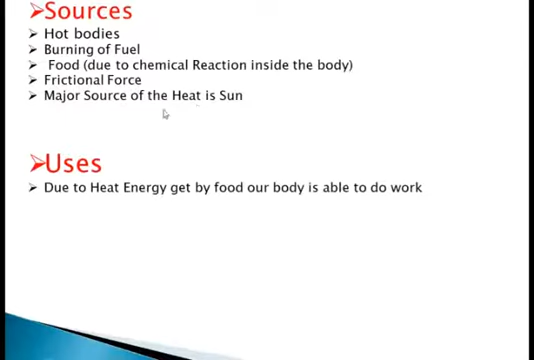 Sources
Hot bodies
Burning of Fuel
Food (due to chemical Reaction inside the body)
Frictional Force
Major Source of the Heat is Sun
Uses
Due to Heat Energy get by food our body is able to do work